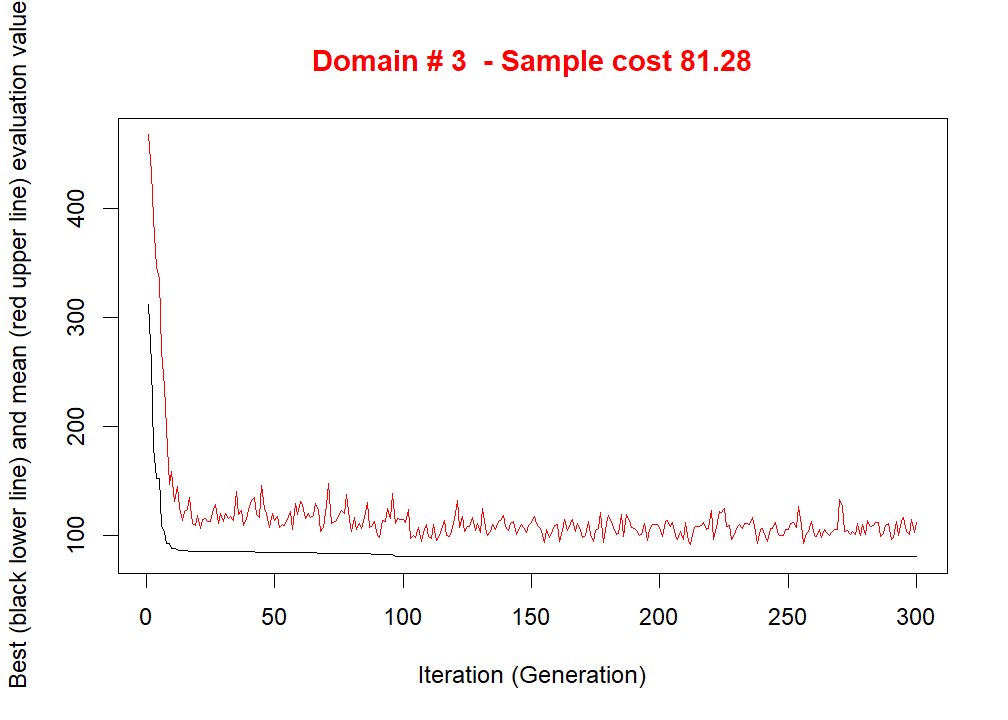 Domain # 3  - Sample cost 81.28
Best (black lower line) and mean (red upper line) evaluation value
400
300
200
100
0 50 100 150 200 250 300
Iteration (Generation)